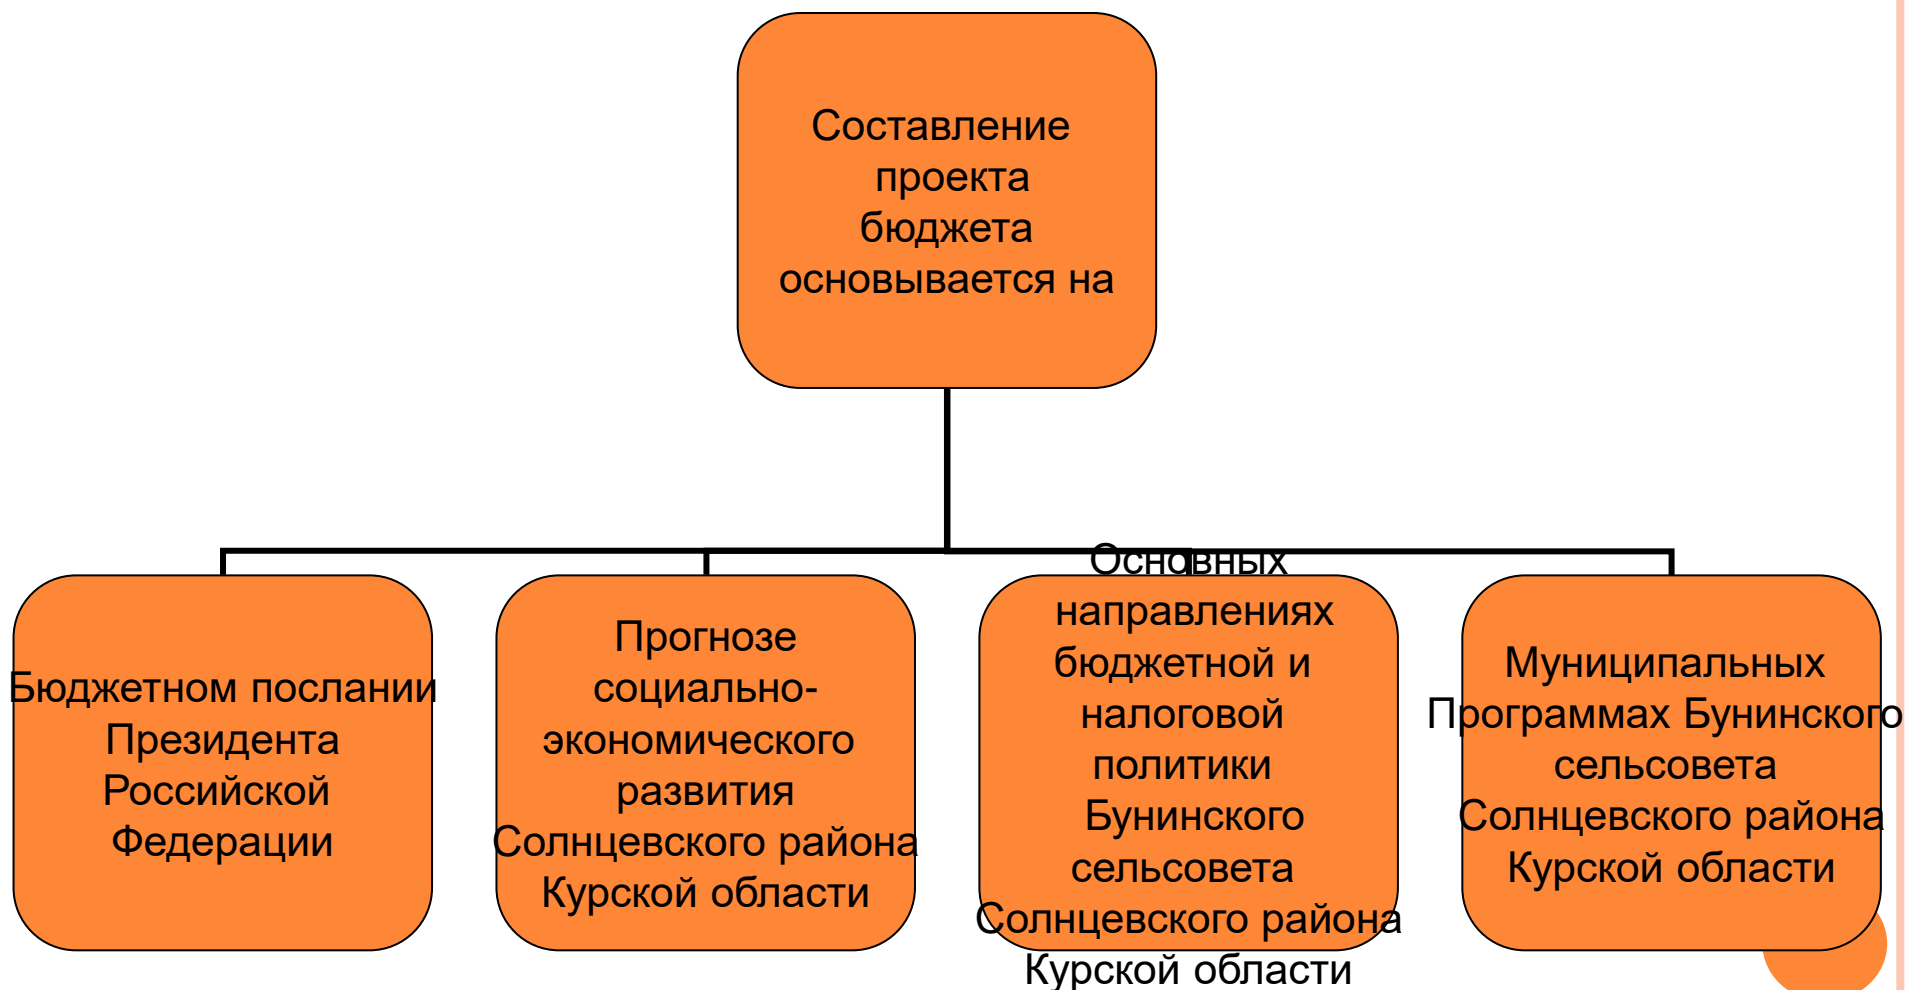 Составление
проекта
бюджета
основывается на
Бюджетном послании
Президента
Российской
Федерации
Прогнозе
социально-
экономического
развития
Солнцевского района
Курской области
Основных
направлениях
бюджетной и
налоговой
политики
Бунинского
сельсовета
Солнцевского района
Курской области
Муниципальных
Программах Бунинского
сельсовета
Солнцевского района
Курской области